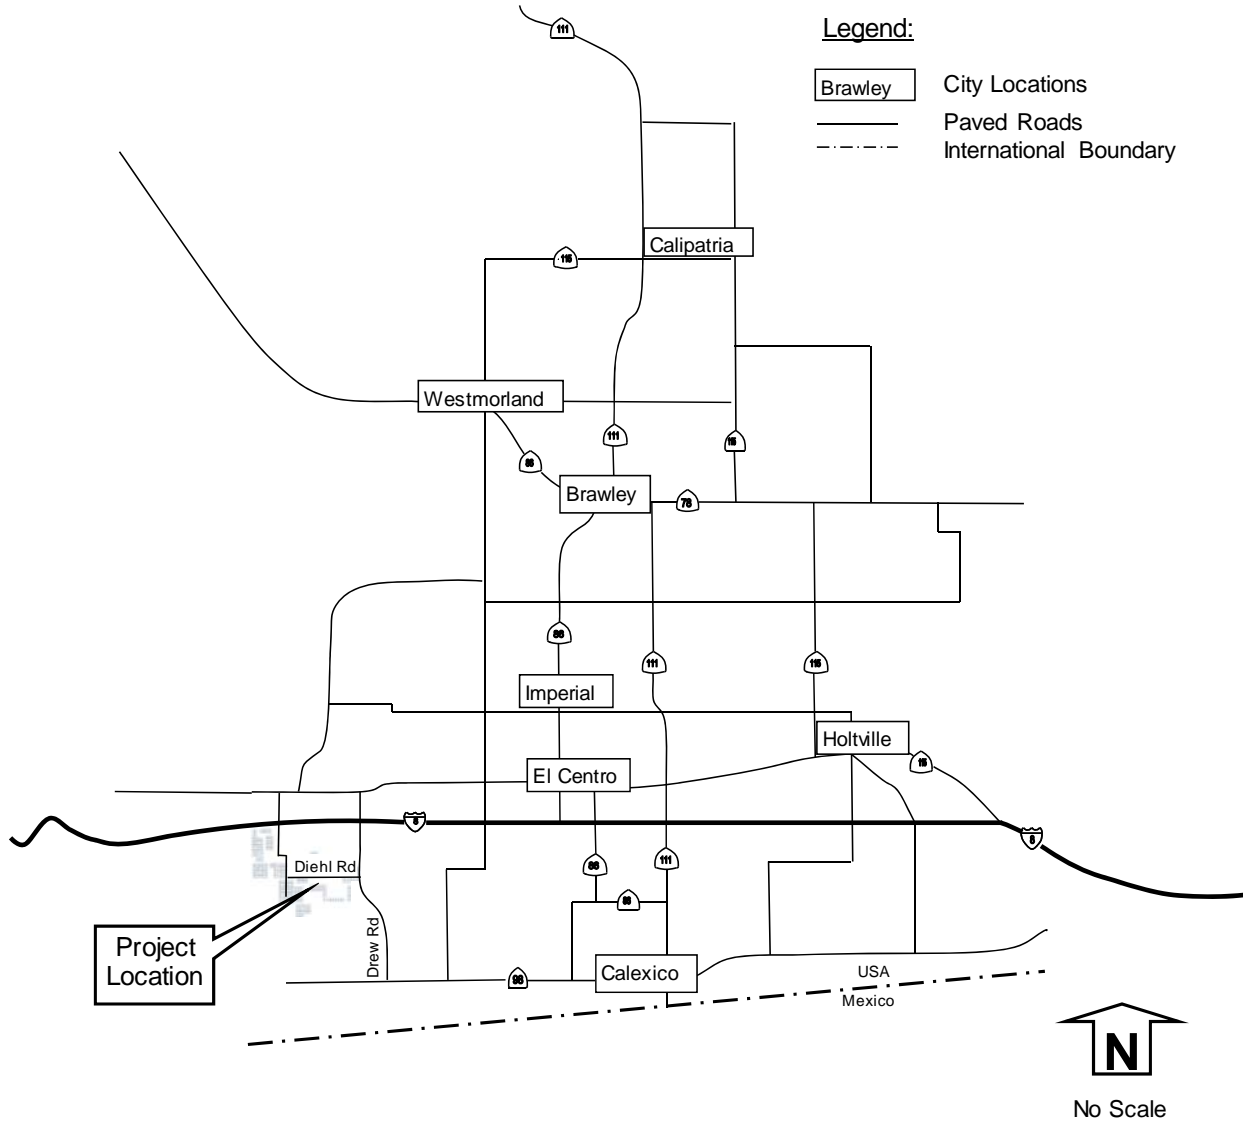 111
Legend:
Brawley
City Locations
Paved Roads
International Boundary
Calipatria
115
Westmorland
111
115
86
Brawley
78
86
111
115
Imperial
Holtville
115
El Centro
8
8
Diehl Rd
86
111
Drew Rd
Project
Location
98
Calexico
USA
Mexico
N
No Scale